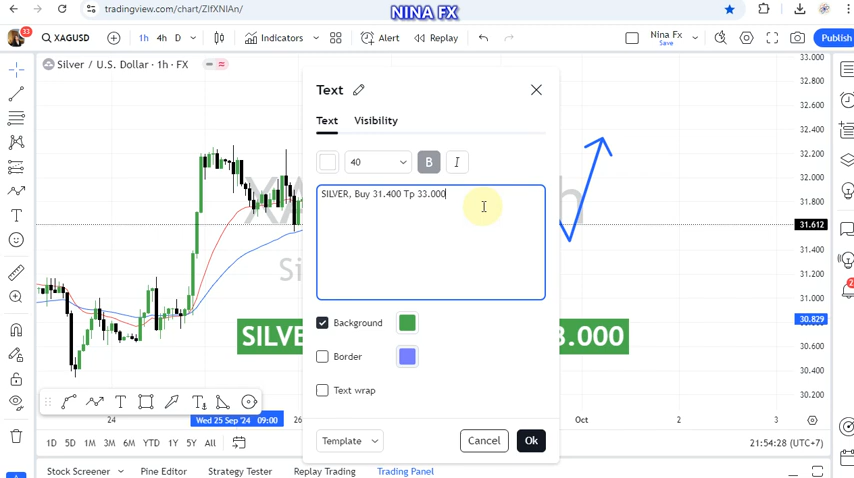 NINA FX
tradingview.com/chart/ZIfXNIAn/
33
XAGUSD
1h 4h D
Indicators
Alert
Replay
Nina Fx
Save
Publish
Silver / U.S. Dollar · 1h · FX
Text
Text Visibility
40
B I
SILVER, Buy 31.400 Tp 33.000
Background
Border
Text wrap
Template
Cancel
Ok
SILVER
3.000
33.000
32.800
32.600
32.400
32.200
32.000
31.800
31.612
31.400
31.200
31.000
30.829
30.600
30.400
30.200
24
Wed 25 Sep '24 09:00
26
Oct
2
3
1D 5D 1M 3M 6M YTD 1Y 5Y All
21:54:28 (UTC+7)
Stock Screener Pine Editor Strategy Tester Replay Trading Trading Panel